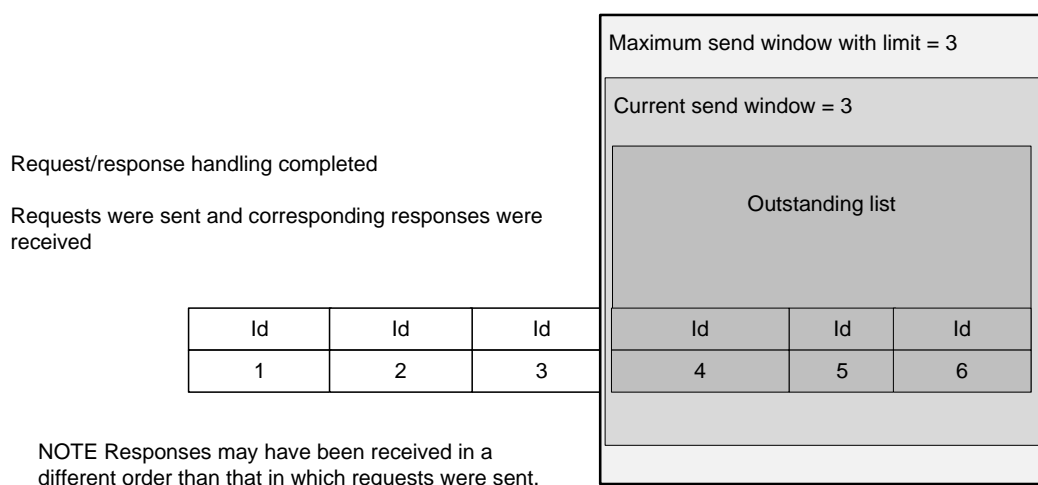 Maximum send window with limit = 3
Current send window = 3
Request/response handling completed
Outstanding list
Requests were sent and corresponding responses were
received
Id Id Id Id Id Id
1 2 3 4 5 6
NOTE Responses may have been received in a
different order than that in which requests were sent.